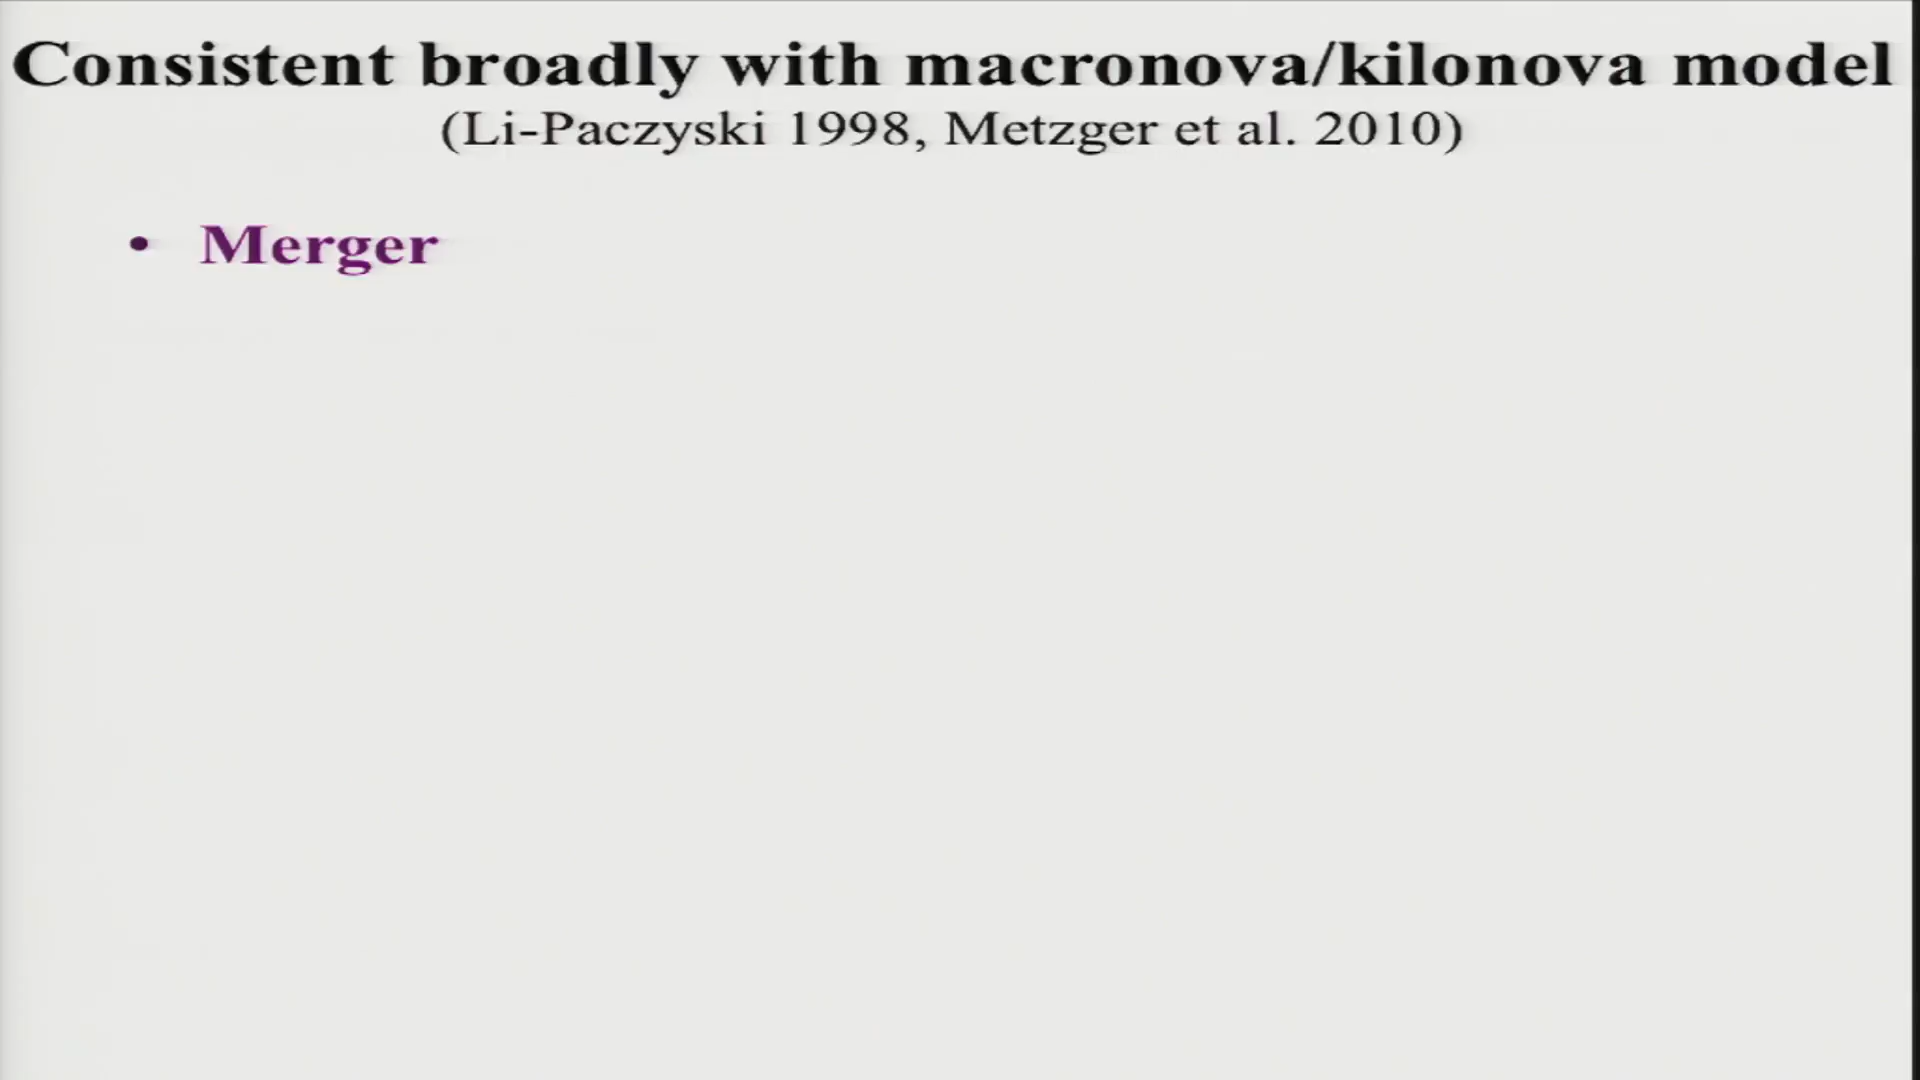 Consistent broadly with macronova/kilonova model
(Li-Paczyski 1998, Metzger et al. 2010)
• Merger